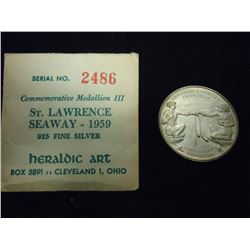 SERIAL NO. 2486
Commemorative Medallion III
ST. LAWRENCE
SEAWAY - 1959
925 FINE SILVER
HERALDIC ART
BOX 5891 :: CLEVELAND 1, OHIO